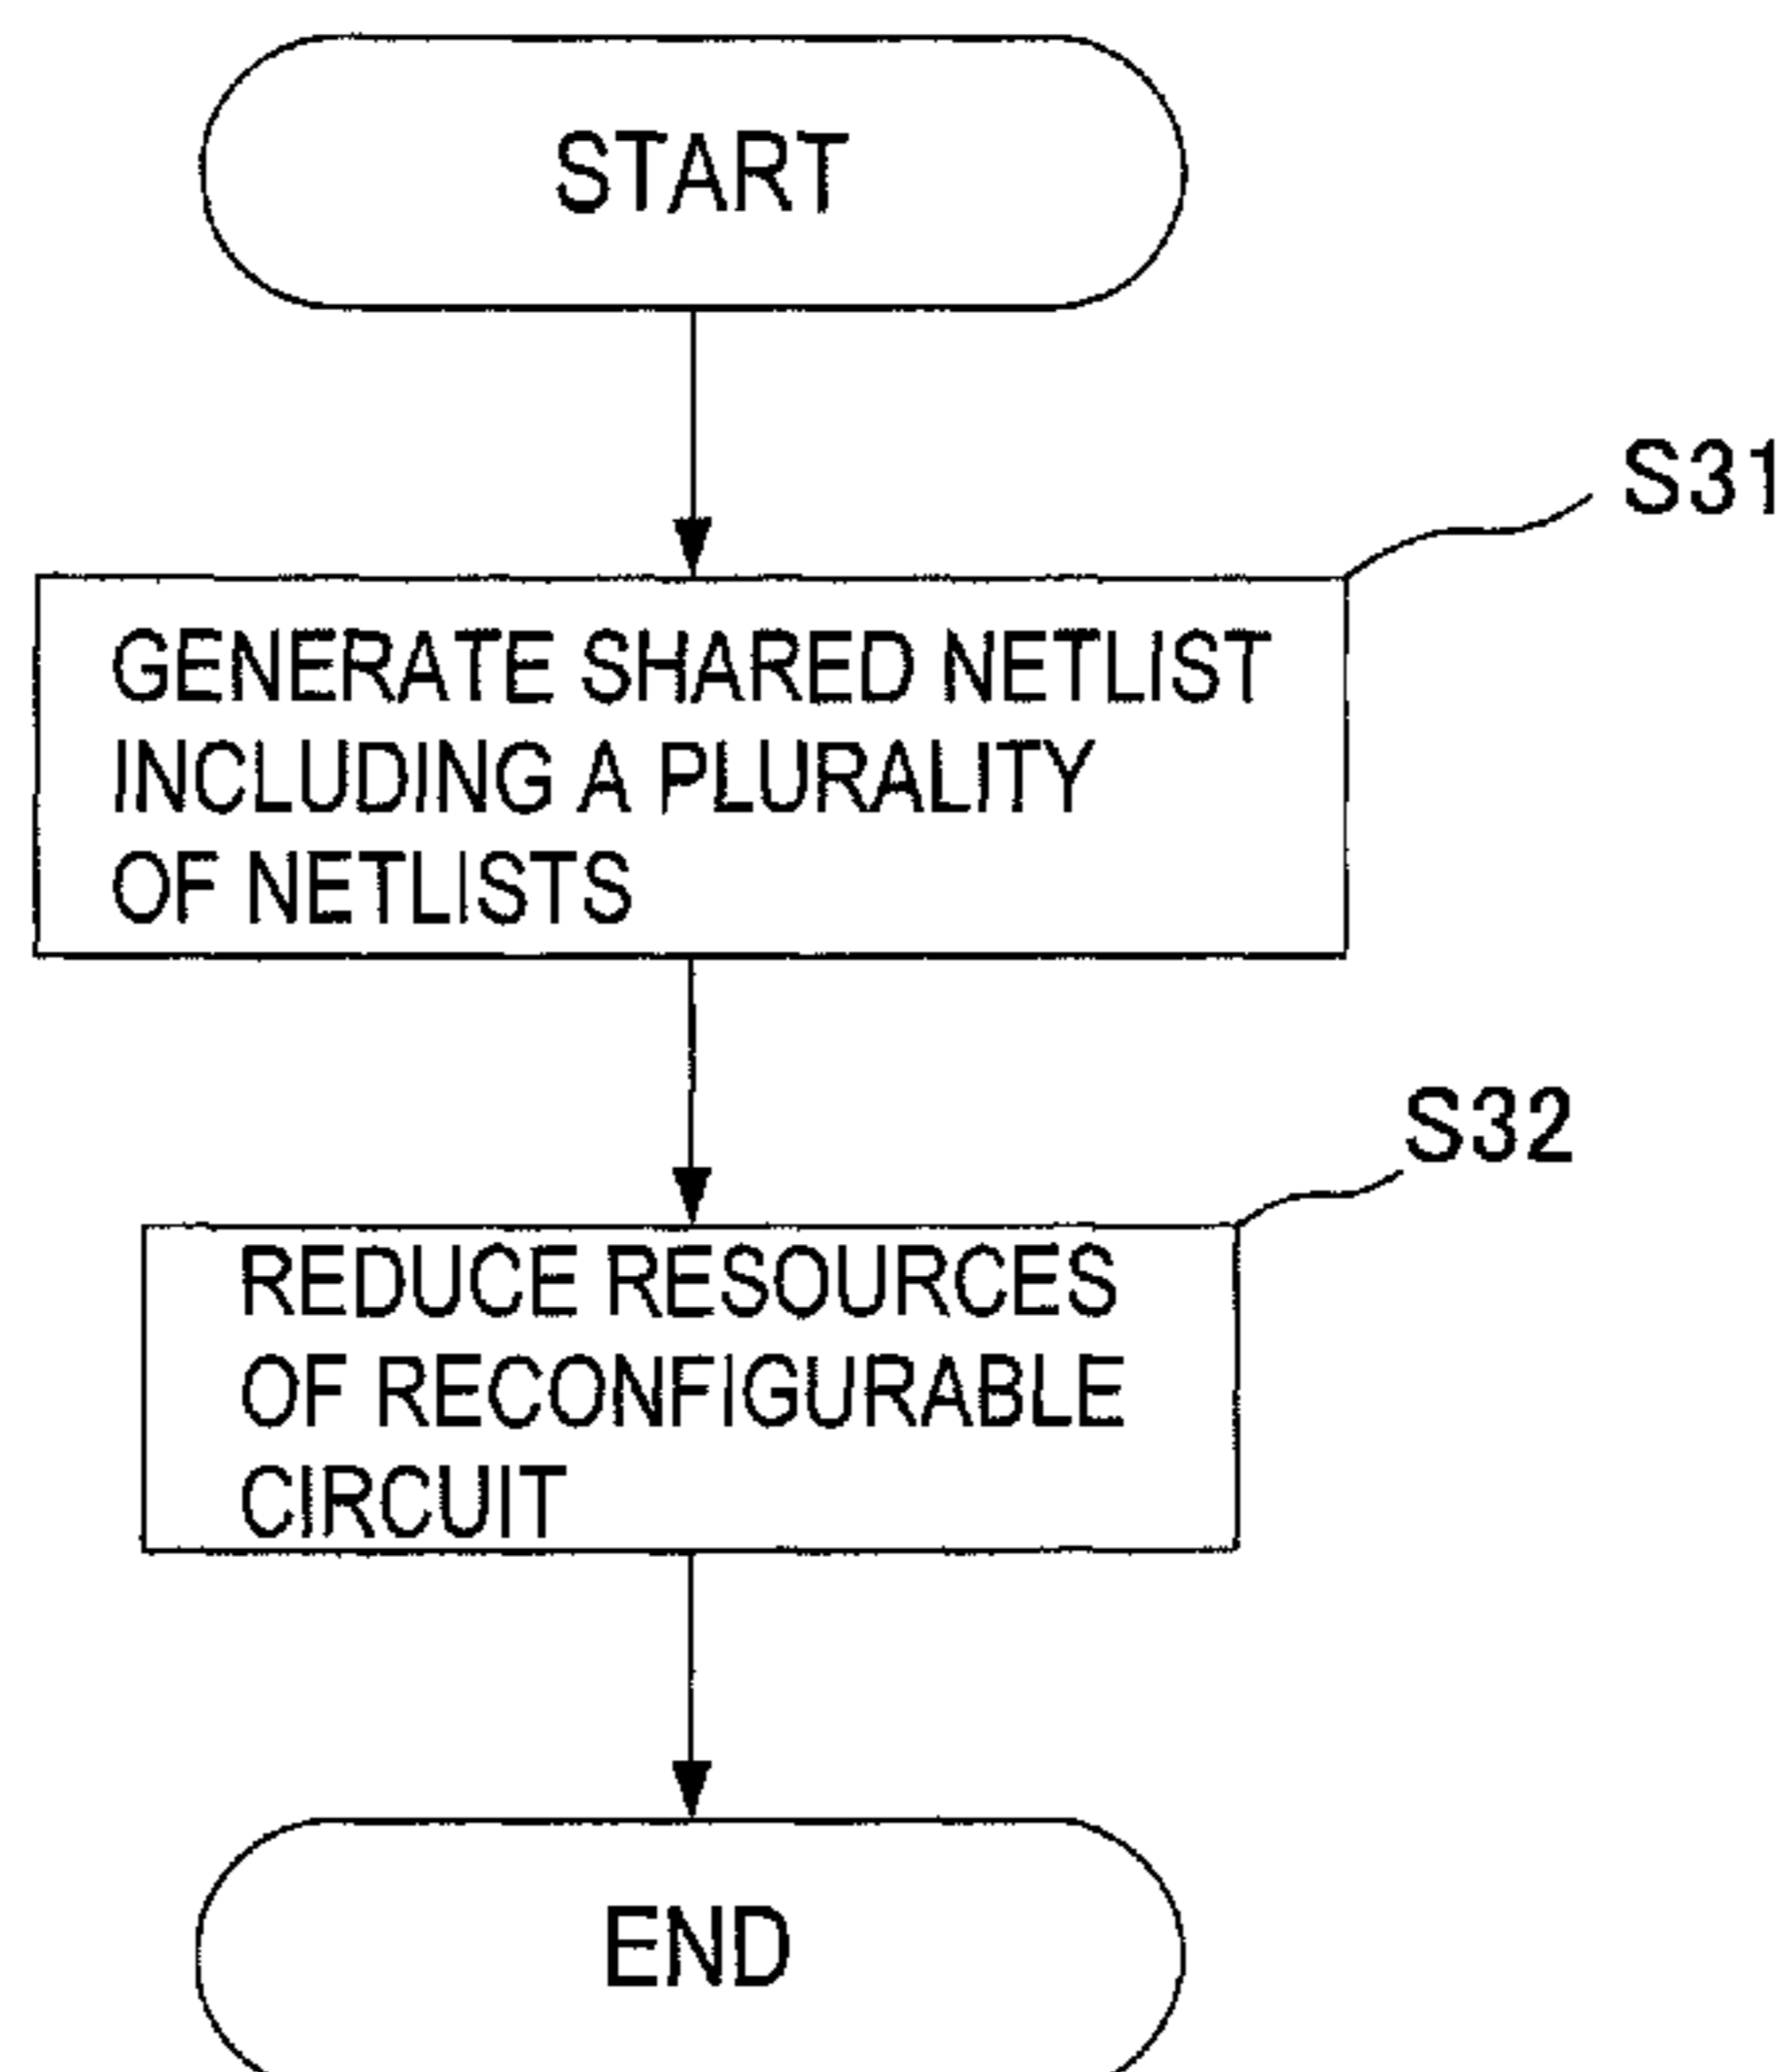 START
S31
GENERATE SHARED NETLIST
INCLUDING A PLURALITY
OF NETLISTS
S32
REDUCE RESOURCES
OF RECONFIGURABLE
CIRCUIT
END